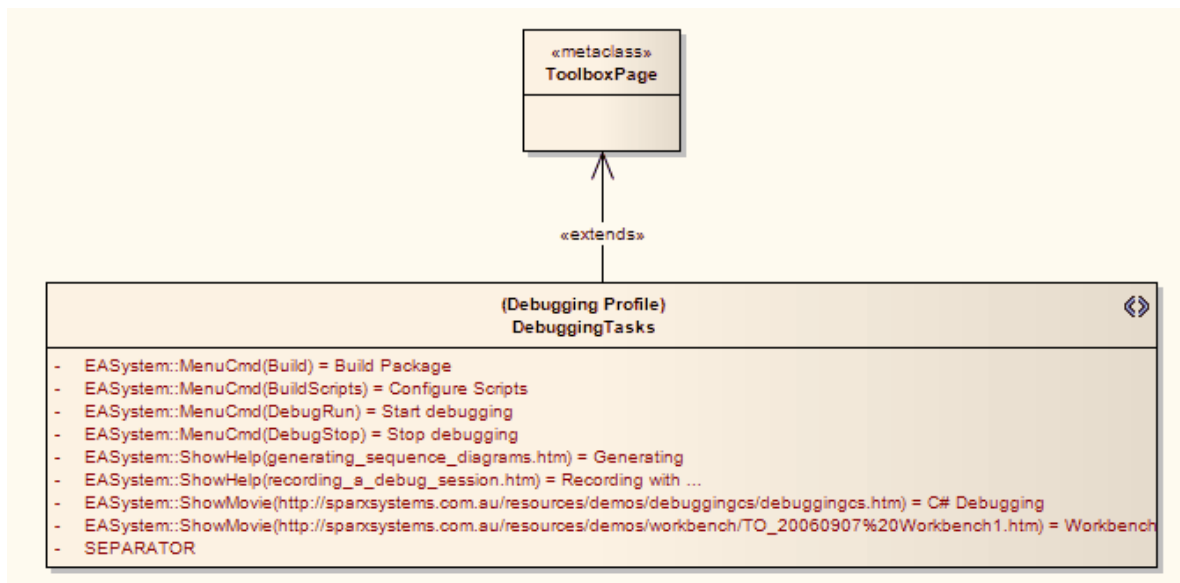 «metaclass»
ToolboxPage
«extends»
(Debugging Profile)
DebuggingTasks
- EASystem::MenuCmd(Build) = Build Package
- EASystem::MenuCmd(BuildScripts) = Configure Scripts
- EASystem::MenuCmd(DebugRun) = Start debugging
- EASystem::MenuCmd(DebugStop) = Stop debugging
- EASystem::ShowHelp(generating_sequence_diagrams.htm) = Generating
- EASystem::ShowHelp(recording_a_debug_session.htm) = Recording with ...
- EASystem::ShowMovie(http://sparxsystems.com.au/resources/demos/debuggingcs/debuggingcs.htm) = C# Debugging
- EASystem::ShowMovie(http://sparxsystems.com.au/resources/demos/workbench/TO_20060907%20Workbench1.htm) = Workbench
- SEPARATOR